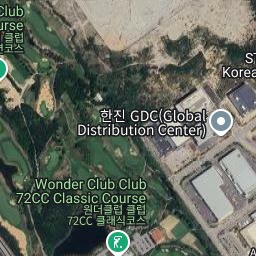 Club
Course
클럽
코스
S
Korea
한진 GDC(Global
Distribution Center)
Wonder Club Club
72CC Classic Course
원더클럽 클럽
72CC 클래식코스
A